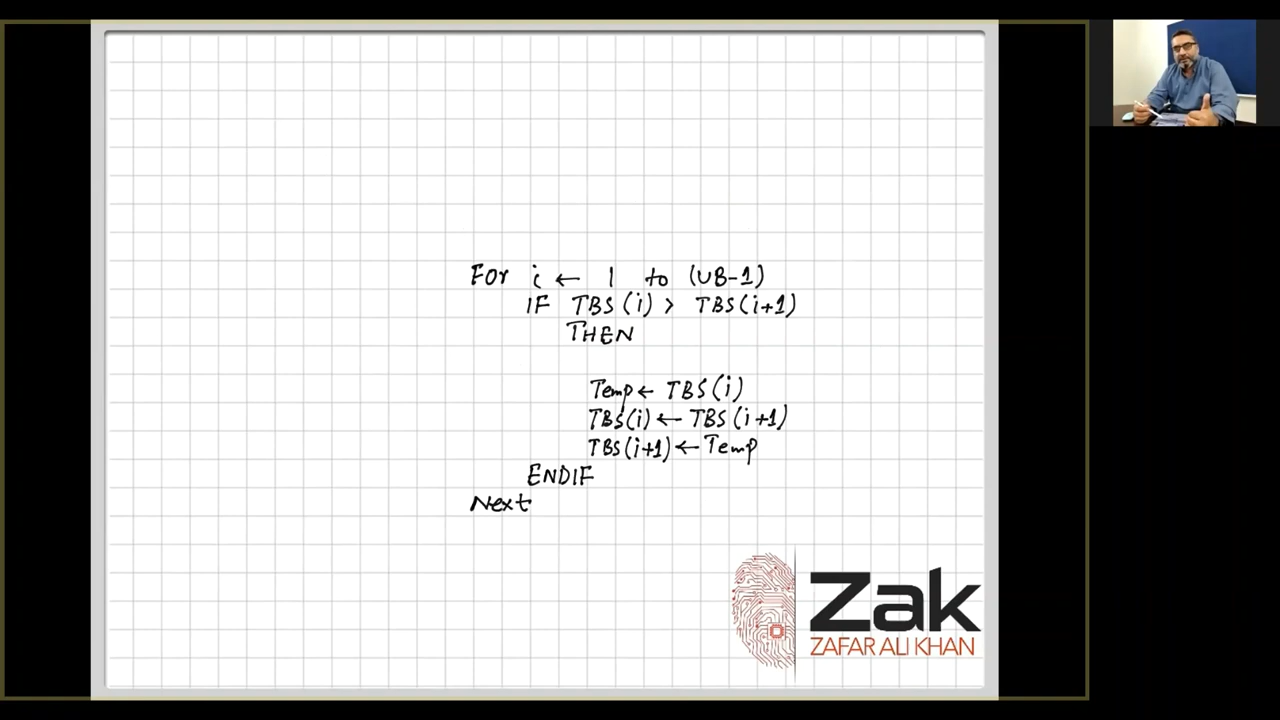 For i ← 1 to (UB-1)
IF TBS(i) > TBS(i+1)
THEN
Temp ← TBS(i)
TBS(i) ← TBS(i+1)
TBS(i+1) ← Temp
ENDIF
Next
Zak
ZAFAR ALI KHAN